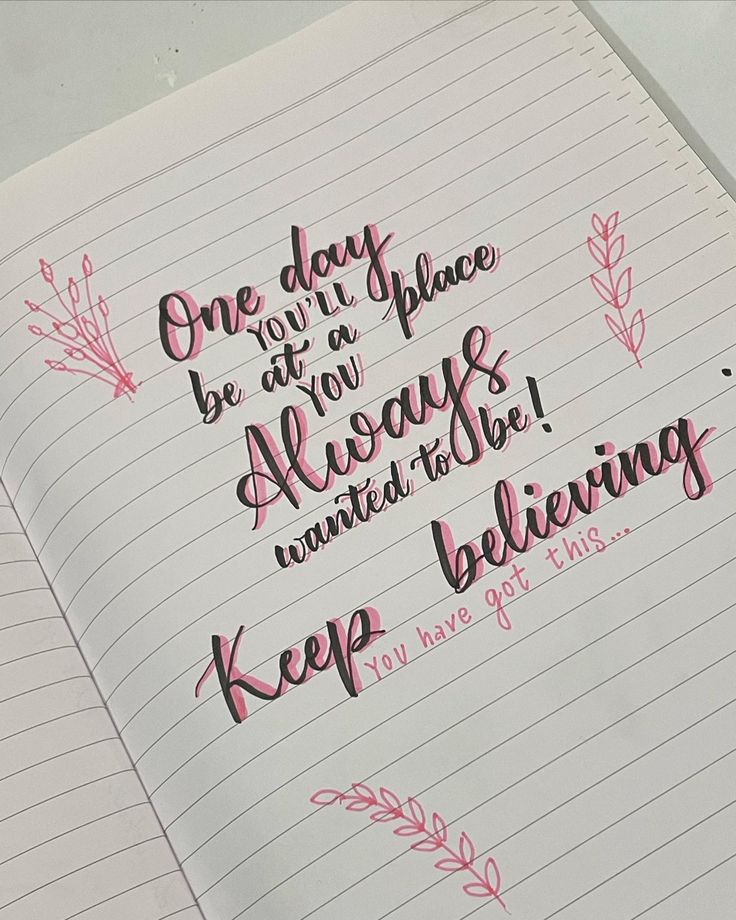 One day
YOU'LL
be at a place
YOU
Always
wanted to be!
Keep believing
YOU have got this...